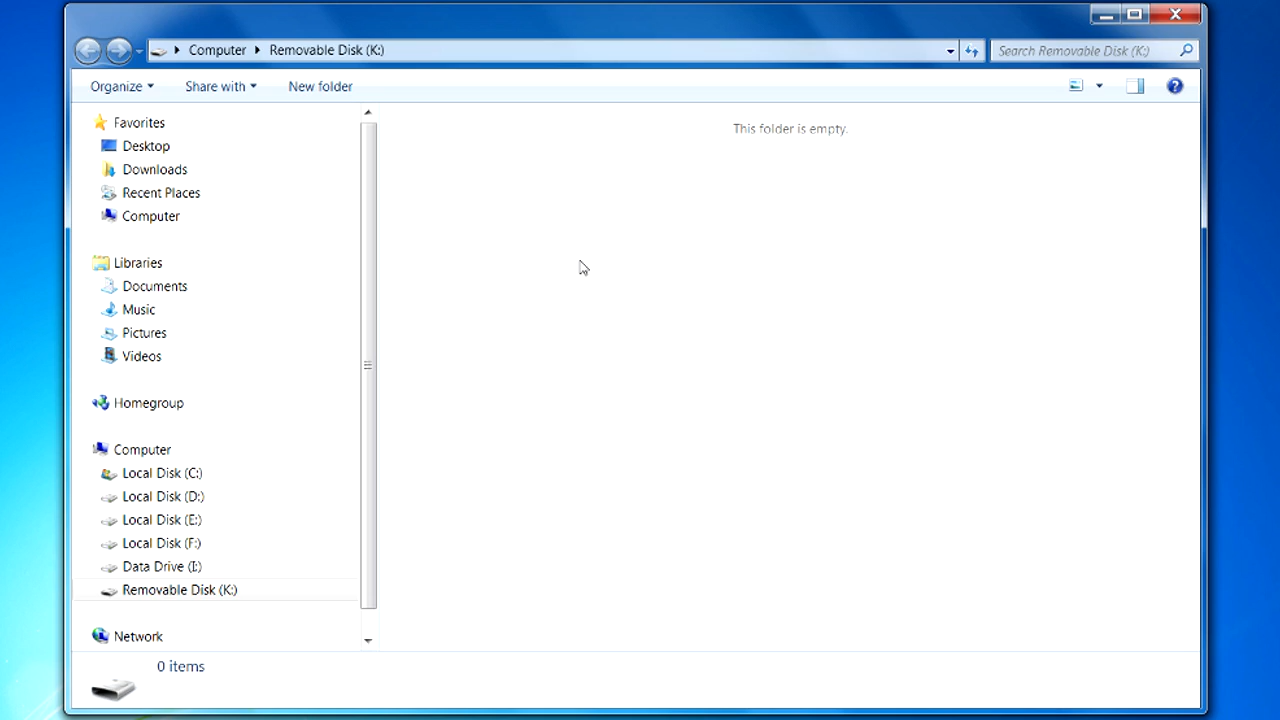 Computer Removable Disk (K:)
Search Removable Disk (K:)
Organize Share with New folder
This folder is empty.
Favorites
Desktop
Downloads
Recent Places
Computer
Libraries
Documents
Music
Pictures
Videos
Homegroup
Computer
Local Disk (C:)
Local Disk (D:)
Local Disk (E:)
Local Disk (F:)
Data Drive (I:)
Removable Disk (K:)
Network
0 items